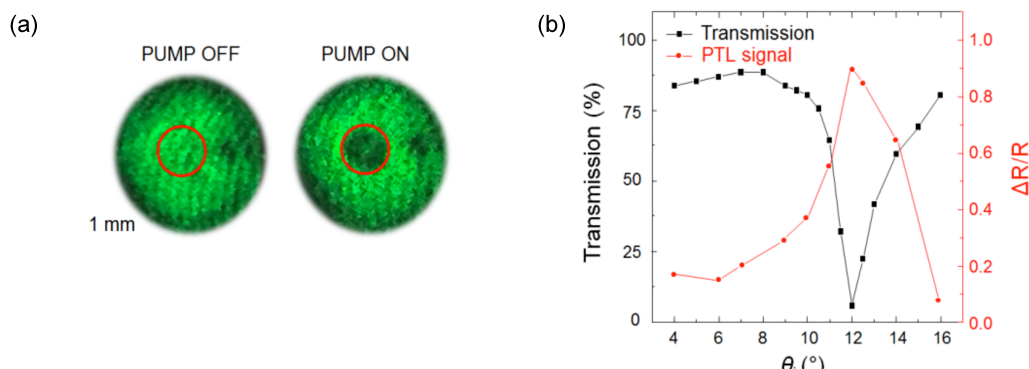 (a)
PUMP OFF PUMP ON
1 mm
(b)
Transmission
PTL signal
Transmission (%)
100
75
50
25
0
1.0
0.8
0.6
0.4
0.2
0.0
ΔR/R
4 6 8 10 12 14 16
(°)